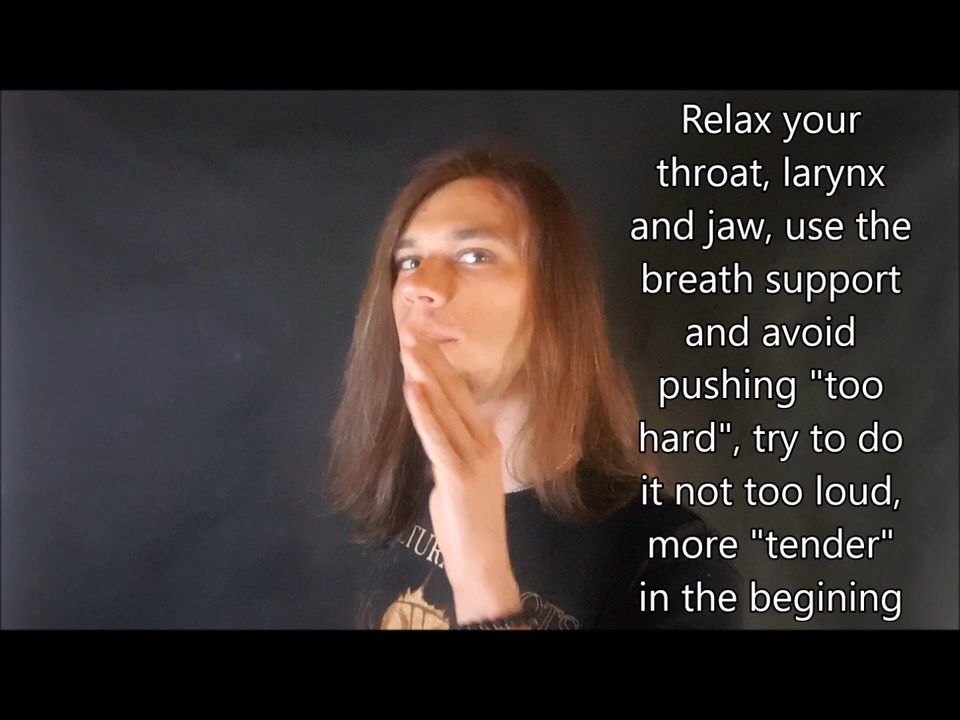 Relax your
throat, larynx
and jaw, use the
breath support
and avoid
pushing "too
hard", try to do
it not too loud,
more "tender"
in the begining